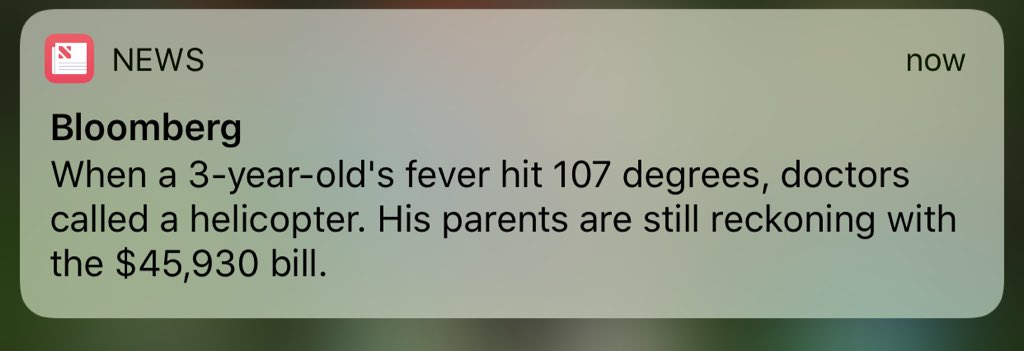 NEWS now
Bloomberg
When a 3-year-old's fever hit 107 degrees, doctors
called a helicopter. His parents are still reckoning with
the $45,930 bill.